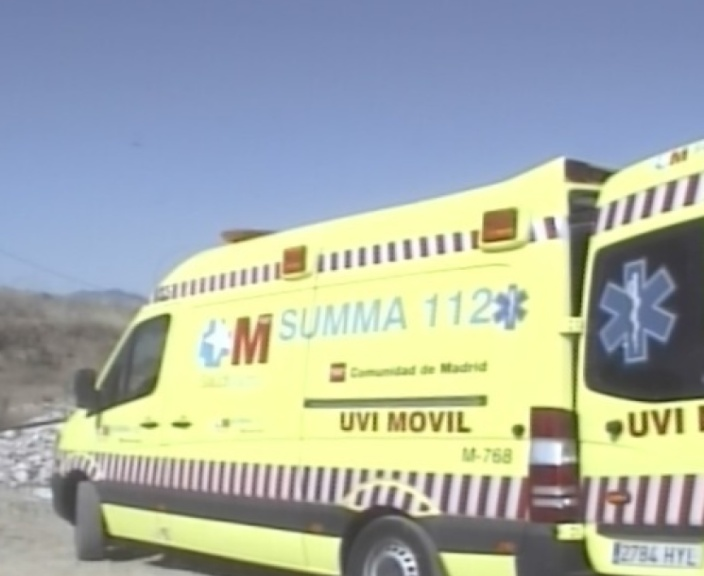 M
SUMMA 112
M
Comunidad de Madrid
UVI MOVIL
UVI
M-768
2784 HYL